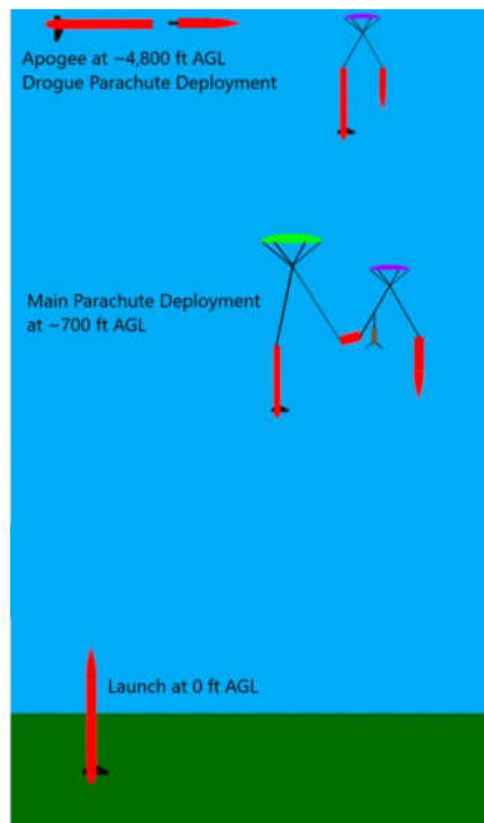 Apogee at ~4,800 ft AGL
Drogue Parachute Deployment
Main Parachute Deployment
at ~700 ft AGL
Launch at 0 ft AGL